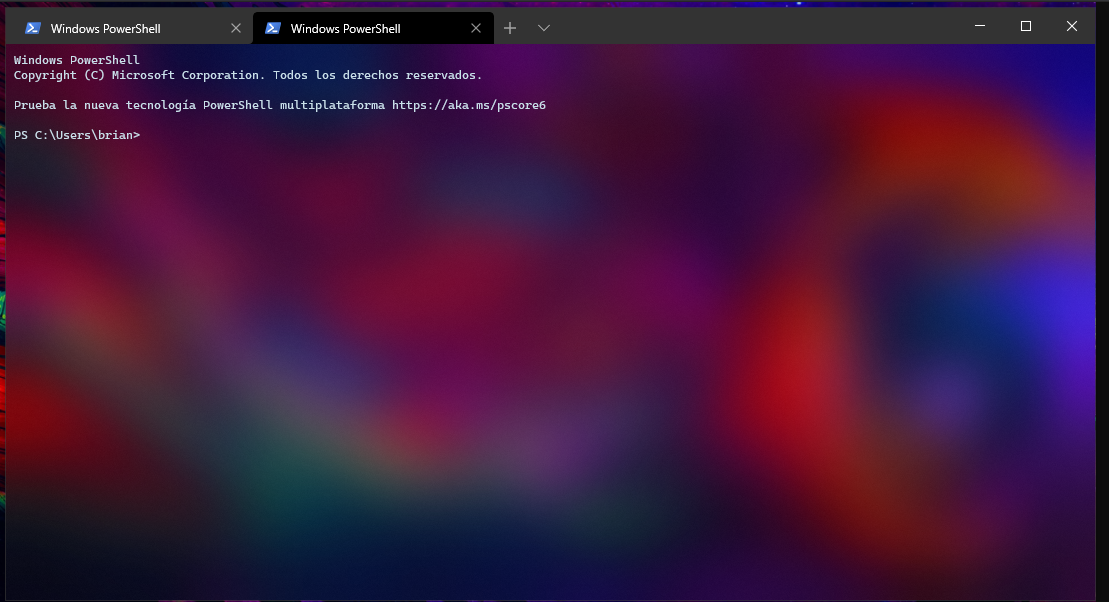 Windows PowerShell
Windows PowerShell
Windows PowerShell
Copyright (C) Microsoft Corporation. Todos los derechos reservados.
Prueba la nueva tecnología PowerShell multiplataforma https://aka.ms/pscore6
PS C:\Users\brian>